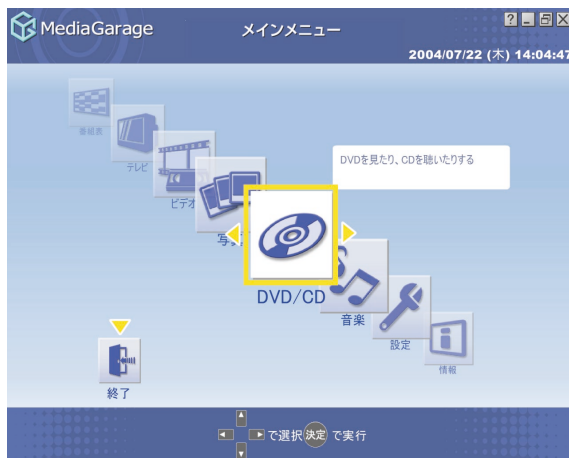 MediaGarage
メインメニュー
?
2004/07/22 (木) 14:04:47
番組表
テレビ
DVDを見たり、CDを聴いたりする
ビデオ
DVD/CD
音楽
設定
情報
終了
で選択 決定 で実行